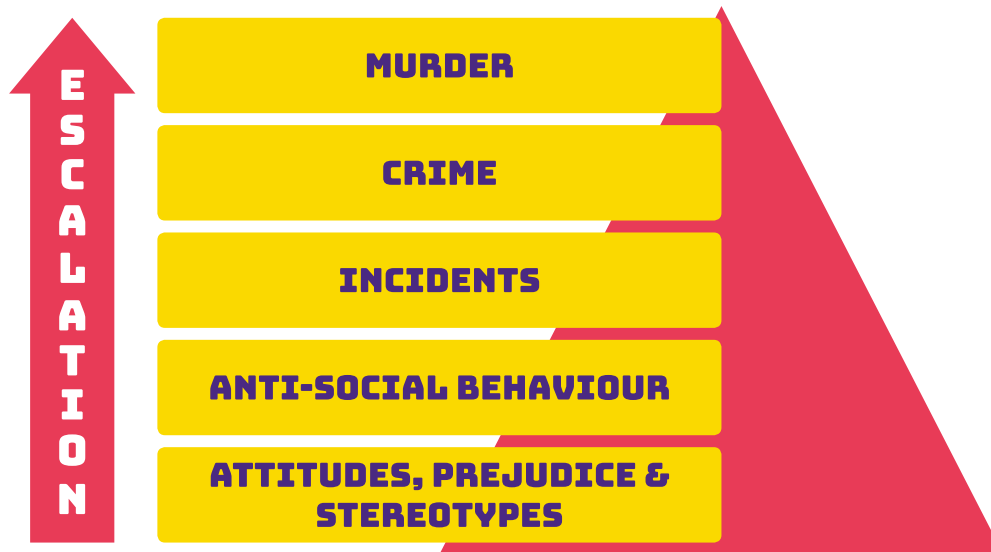 ESCALATION
MURDER
CRIME
INCIDENTS
ANTI-SOCIAL BEHAVIOUR
ATTITUDES, PREJUDICE &
STEREOTYPES